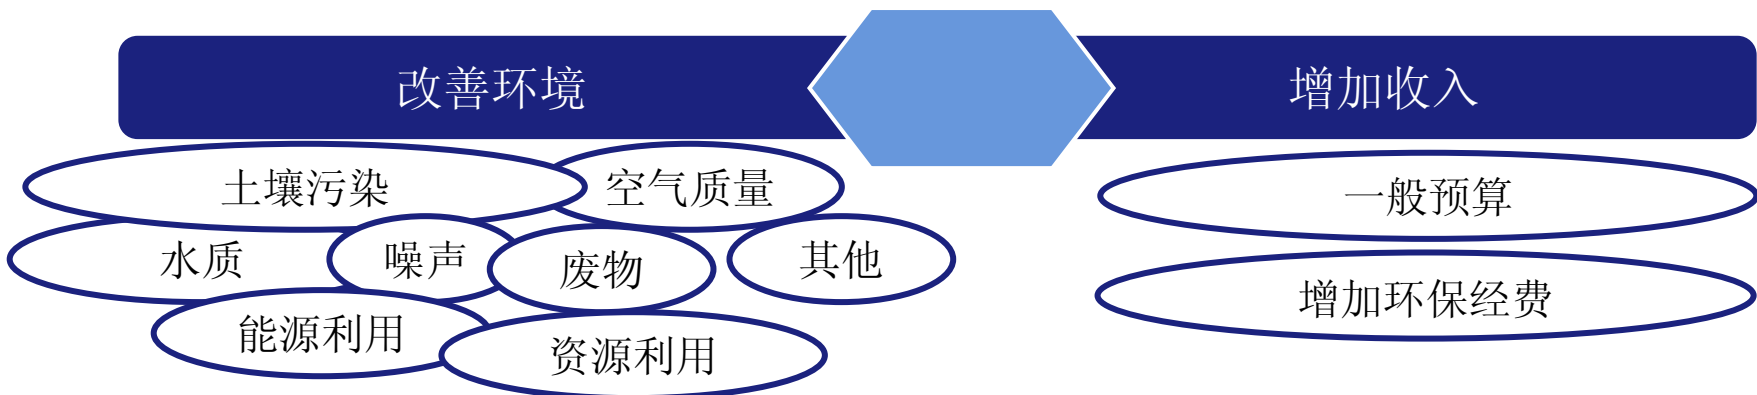 改善环境
增加收入
土壤污染
空气质量
一般预算
水质
噪声
废物
其他
增加环保经费
能源利用
资源利用